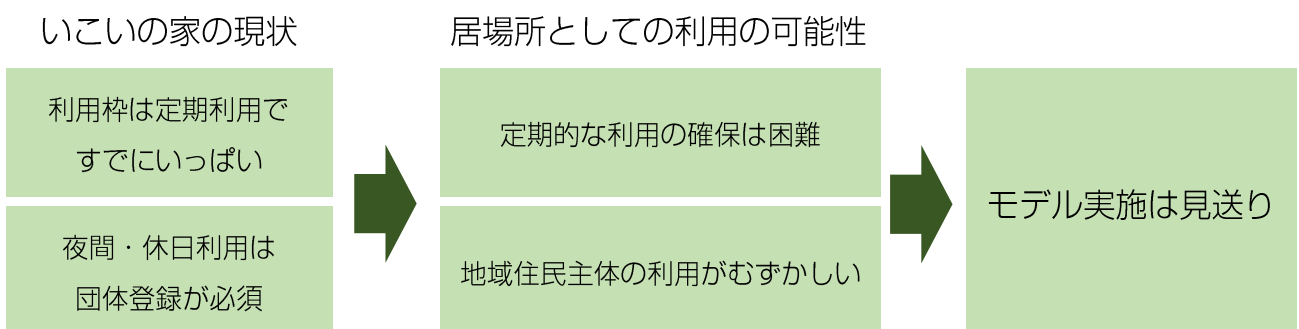 いこいの家の現状
利用枠は定期利用で
すでにいっぱい
夜間・休日利用は
団体登録が必須
居場所としての利用の可能性
定期的な利用の確保は困難
地域住民主体の利用がむずかしい
モデル実施は見送り